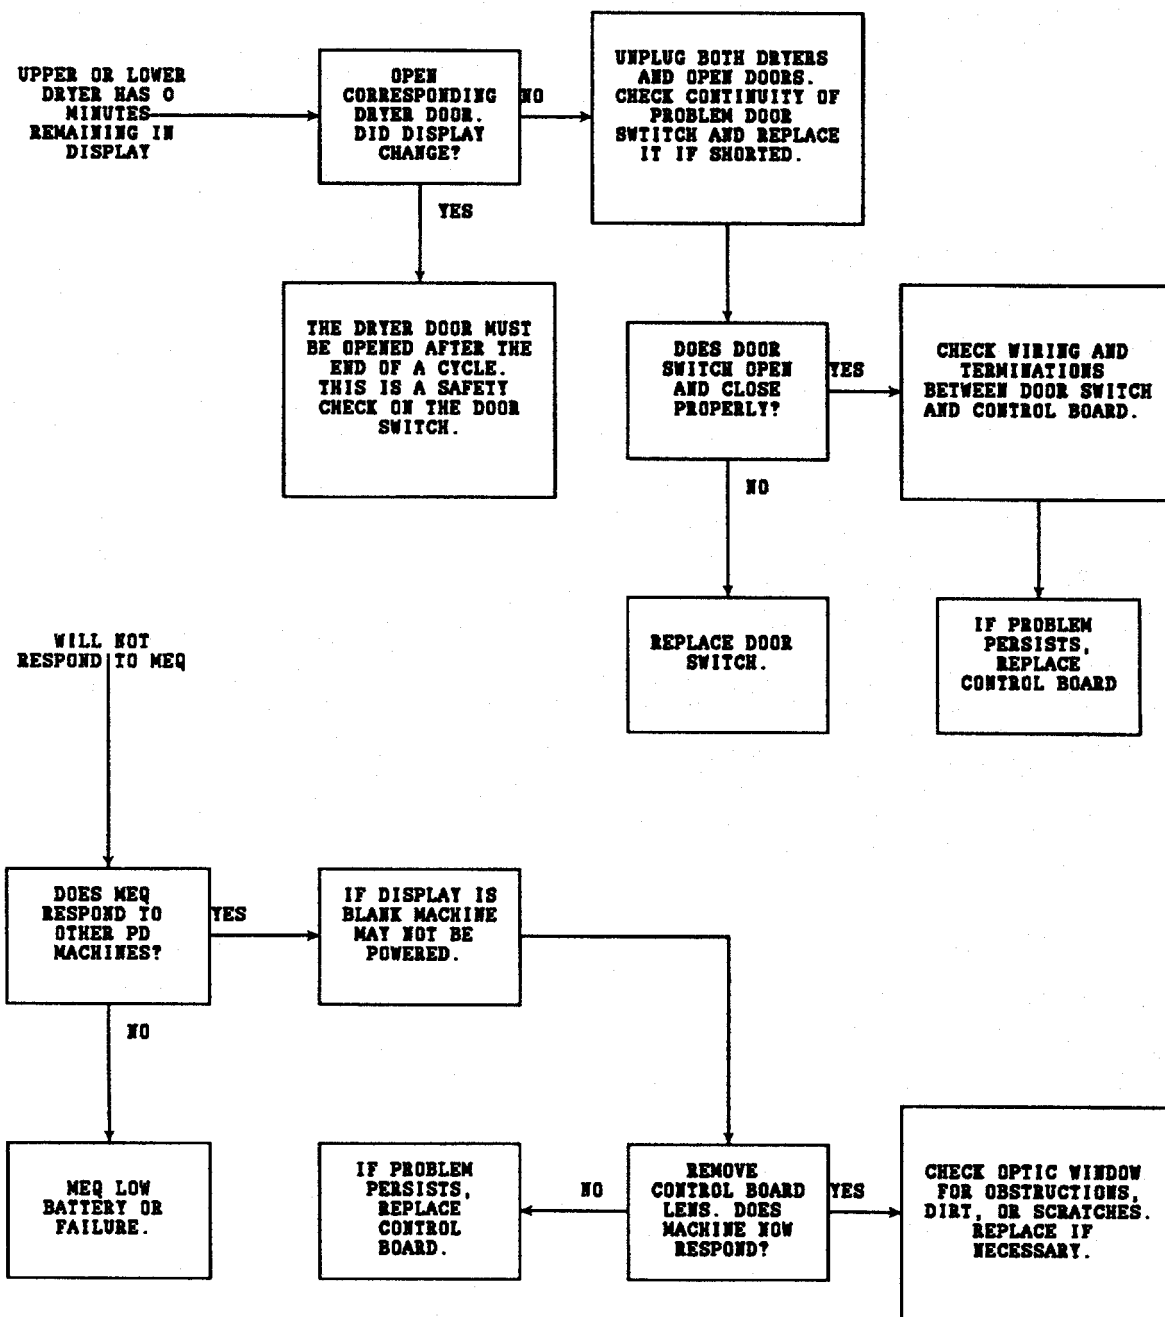 UPPER OR LOWER
DRYER HAS 0
MINUTES
REMAINING IN
DISPLAY
OPEN
CORRESPONDING
DRYER DOOR.
DID DISPLAY
CHANGE?
NO
UNPLUG BOTH DRYERS
AND OPEN DOORS.
CHECK CONTINUITY OF
PROBLEM DOOR
SWTITCH AND REPLACE
IT IF SHORTED.
YES
THE DRYER DOOR MUST
BE OPENED AFTER THE
END OF A CYCLE.
THIS IS A SAFETY
CHECK ON THE DOOR
SWITCH.
DOES DOOR
SWITCH OPEN
AND CLOSE
PROPERLY?
YES
CHECK WIRING AND
TERMINATIONS
BETWEEN DOOR SWITCH
AND CONTROL BOARD.
NO
REPLACE DOOR
SWITCH.
IF PROBLEM
PERSISTS,
REPLACE
CONTROL BOARD
WILL NOT
RESPOND TO MEQ
DOES MEQ
RESPOND TO
OTHER PD
MACHINES?
YES
IF DISPLAY IS
BLANK MACHINE
MAY NOT BE
POWERED.
NO
MEQ LOW
BATTERY OR
FAILURE.
IF PROBLEM
PERSISTS,
REPLACE
CONTROL
BOARD.
NO
REMOVE
CONTROL BOARD
LENS. DOES
MACHINE NOW
RESPOND?
YES
CHECK OPTIC WINDOW
FOR OBSTRUCTIONS,
DIRT, OR SCRATCHES.
REPLACE IF
NECESSARY.